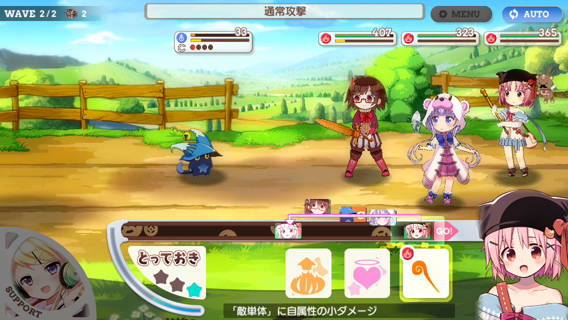 WAVE 2/2 2
通常攻撃
MENU
AUTO
33
C
407
323
365
GO!
とっておき
SUPPORT
「敵単体」に自属性の小ダメージ